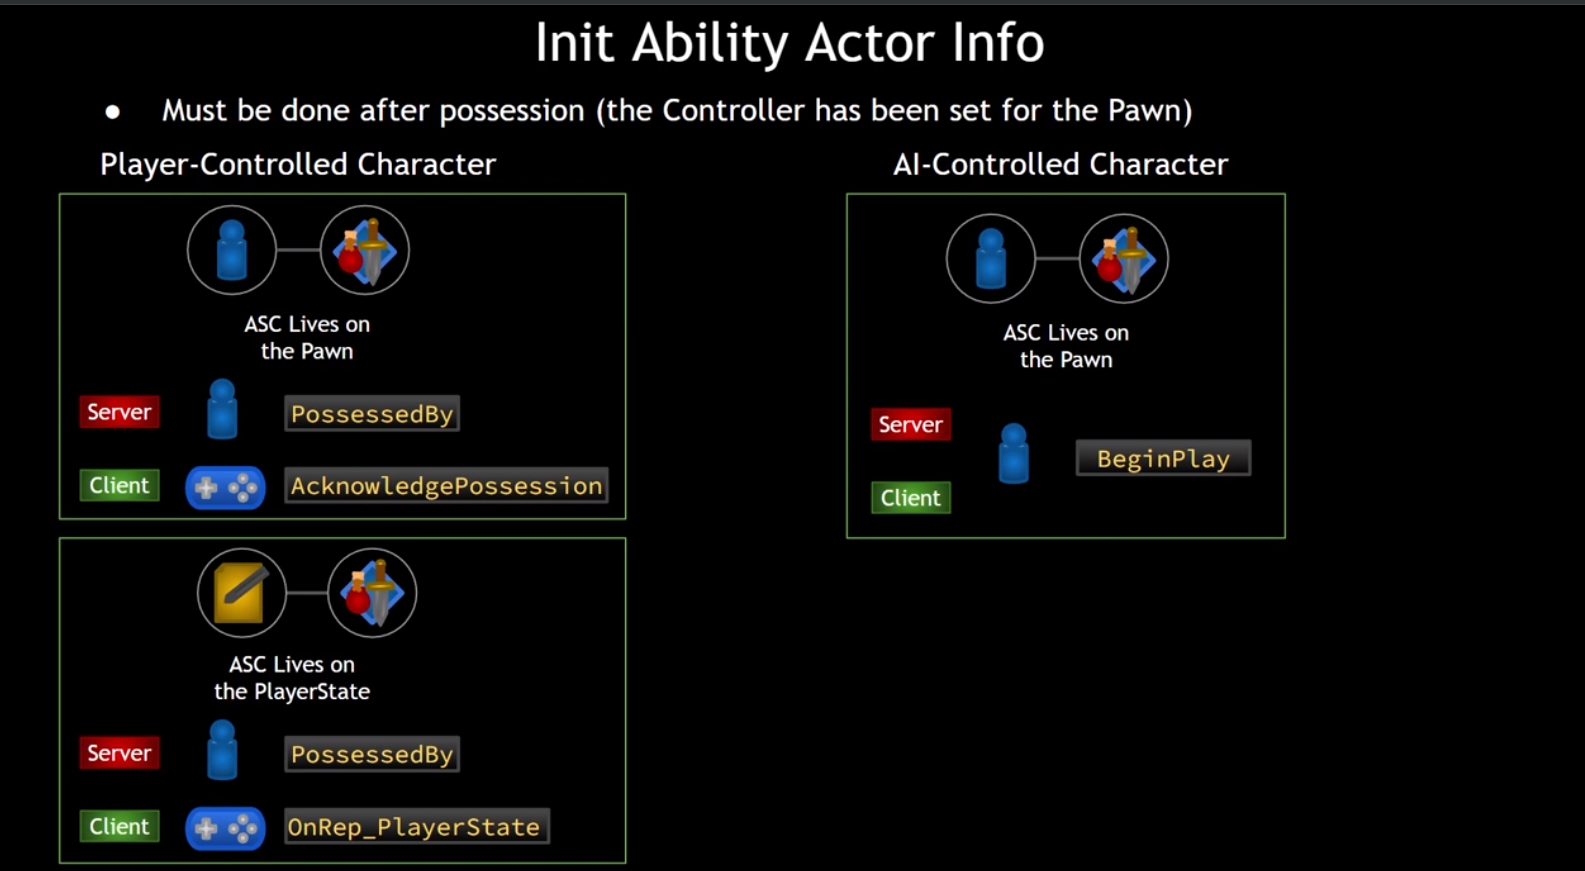 Init Ability Actor Info
● Must be done after possession (the Controller has been set for the Pawn)
Player-Controlled Character
ASC Lives on
the Pawn
Server
PossessedBy
Client
AcknowledgePossession
ASC Lives on
the PlayerState
Server
PossessedBy
Client
OnRep_PlayerState
AI-Controlled Character
ASC Lives on
the Pawn
Server
BeginPlay
Client